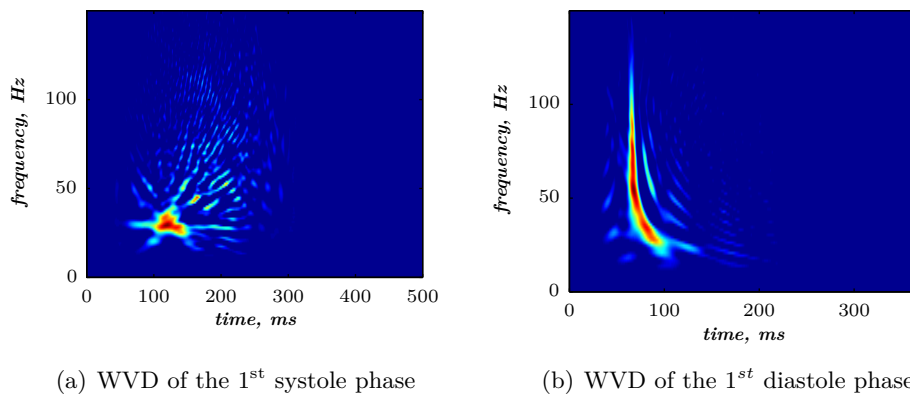 frequency, Hz
100
50
0
0 100 200 300 400 500
time, ms
(a) WVD of the 1st systole phase
frequency, Hz
100
50
0
0 100 200 300
time, ms
(b) WVD of the 1st diastole phase